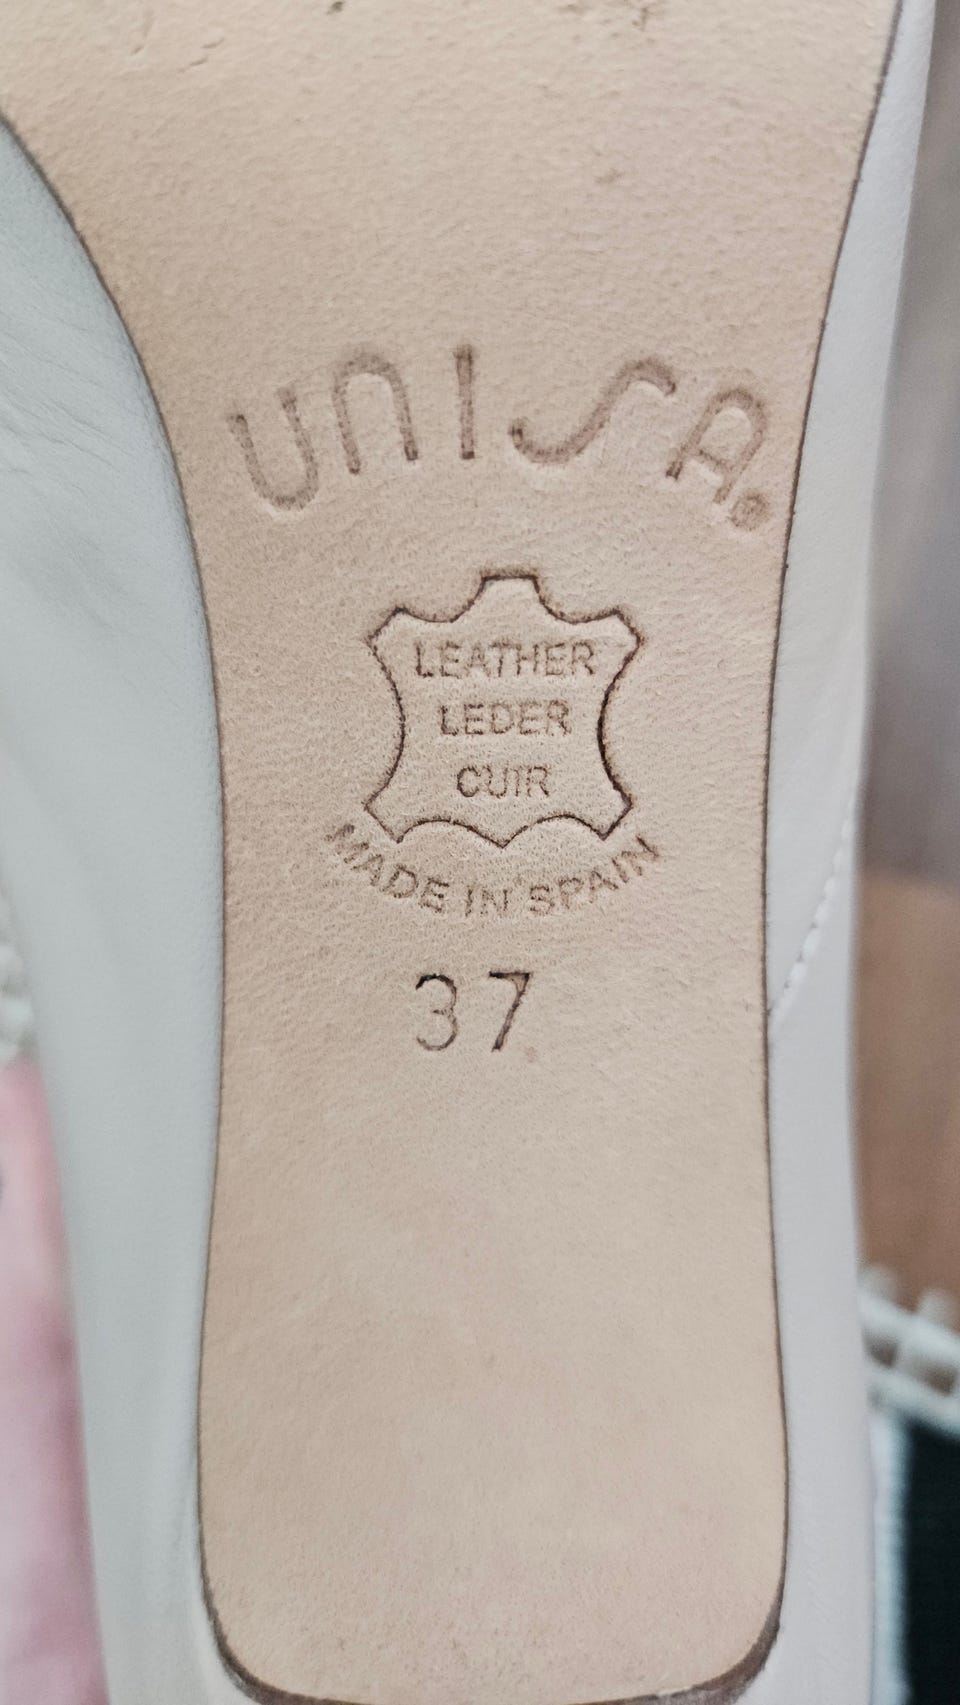 UNISA®
LEATHER
LEDER
CUIR
MADE IN SPAIN
37